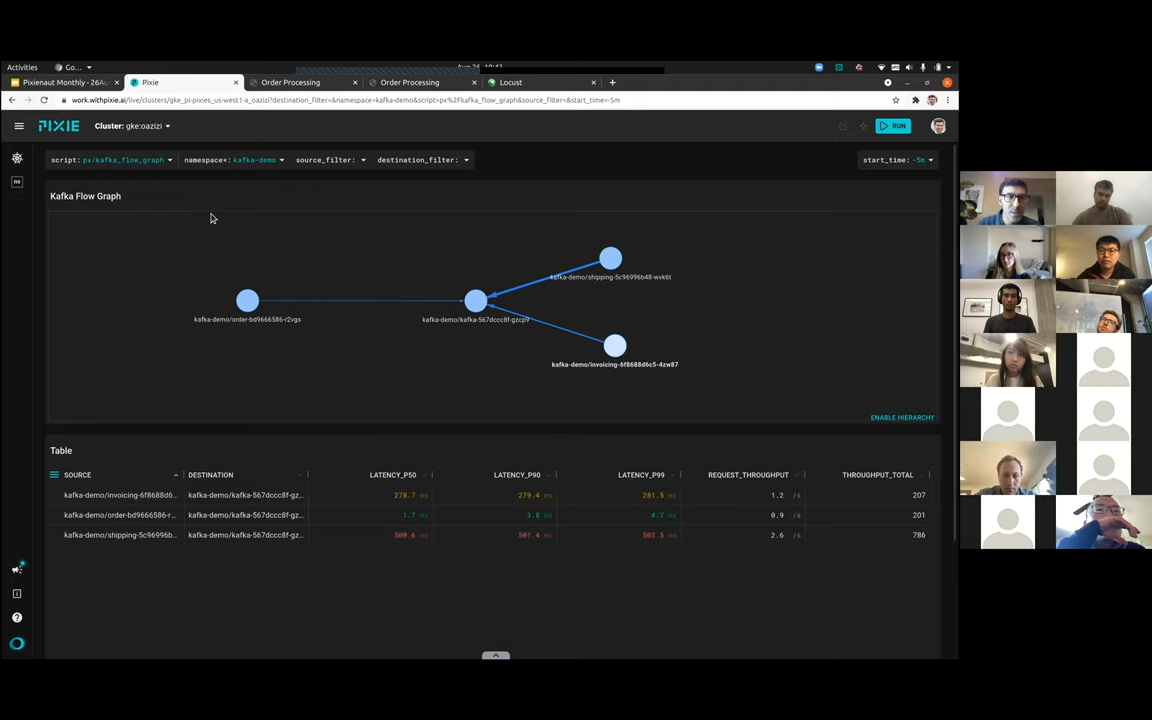 Activities Go...
Pixienaut Monthly - 26Au Pixie Order Processing Order Processing Locust
work.withpixie.ai/live/clusters/gke_pl-pixies_us-west1-a_oazizi?destination_filter=&namespace=kafka-demo&script=px%2Fkafka_flow_graph&source_filter=&start_time=-5m
PIXIE Cluster: gke:oazizi RUN
script: px/kafka_flow_graph namespace*: kafka-demo source_filter: destination_filter: start_time: -5m
ns
Kafka Flow Graph
kafka-demo/shipping-5c96996b48-wvk6t
kafka-demo/order-bd9666586-r2vgs
kafka-demo/kafka-567dccc8f-gzcp9
kafka-demo/invoicing-6f8688d6c5-4zw87
ENABLE HIERARCHY
Table
SOURCE DESTINATION LATENCY_P50 LATENCY_P90 LATENCY_P99 REQUEST_THROUGHPUT THROUGHPUT_TOTAL
kafka-demo/invoicing-6f8688d6... kafka-demo/kafka-567dccc8f-gz... 278.7 ms 279.4 ms 281.5 ms 1.2 /s 207
kafka-demo/order-bd9666586-r... kafka-demo/kafka-567dccc8f-gz... 1.7 ms 3.8 ms 4.7 ms 0.9 /s 201
kafka-demo/shipping-5c96996b... kafka-demo/kafka-567dccc8f-gz... 500.6 ms 501.4 ms 503.5 ms 2.6 /s 786